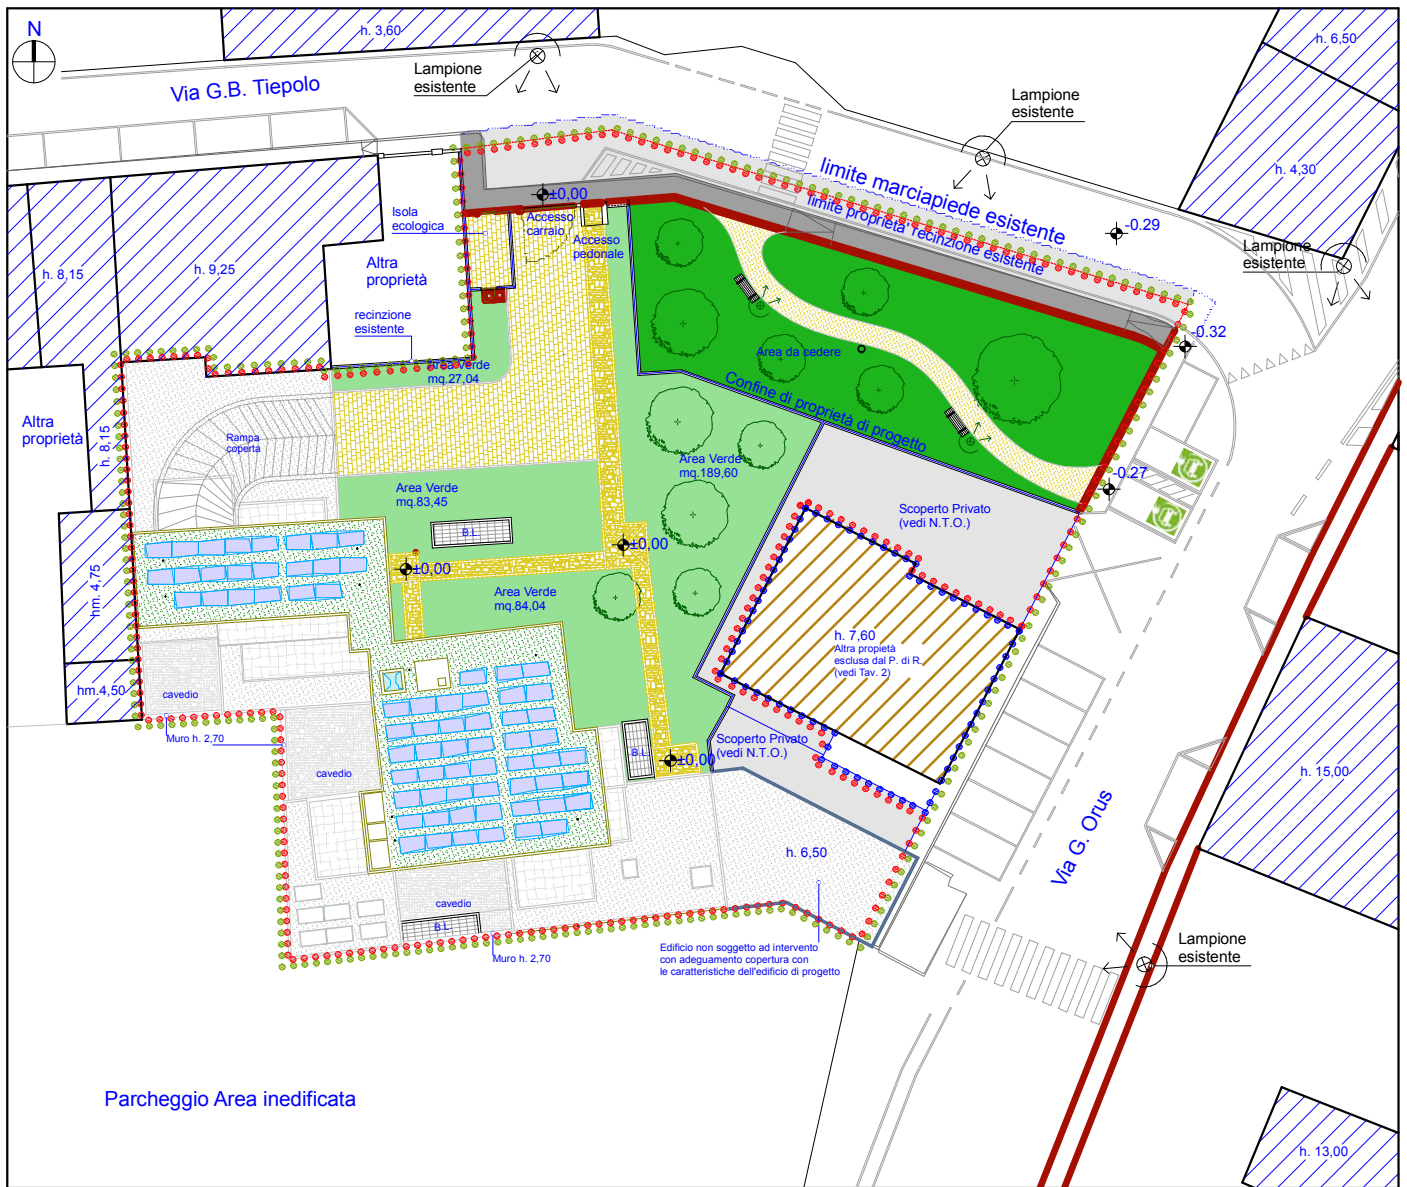 N
h. 3,60
h. 6,50
Via G.B. Tiepolo
Lampione
esistente
Lampione
esistente
h. 4,30
limite marciapiede esistente
limite proprieta' recinzione esistente
±0,00
-0.29
Isola
ecologica
Accesso
carraio
Accesso
pedonale
Lampione
esistente
h. 8,15
h. 9,25
Altra
proprietà
recinzione
esistente
-0.32
Area da cedere
Area Verde
mq.27,04
Confine di proprietà di progetto
Altra
proprietà
h. 8,15
Rampa
coperta
Area Verde
mq.189,60
-0.27
Area Verde
mq.83,45
Scoperto Privato
(vedi N.T.O.)
B.L.
±0,00
±0,00
hm. 4,75
Area Verde
mq.84,04
h. 7,60
Altra propietà
esclusa dal P. di R.
(vedi Tav. 2)
hm.4,50
cavedio
Muro h. 2,70
Scoperto Privato
(vedi N.T.O.)
B.L.
±0,00
cavedio
h. 15,00
Via G. Orus
h. 6,50
cavedio
B.L.
Muro h. 2,70
Edificio non soggetto ad intervento
con adeguamento copertura con
le caratteristiche dell'edificio di progetto
Lampione
esistente
Parcheggio Area inedificata
h. 13,00